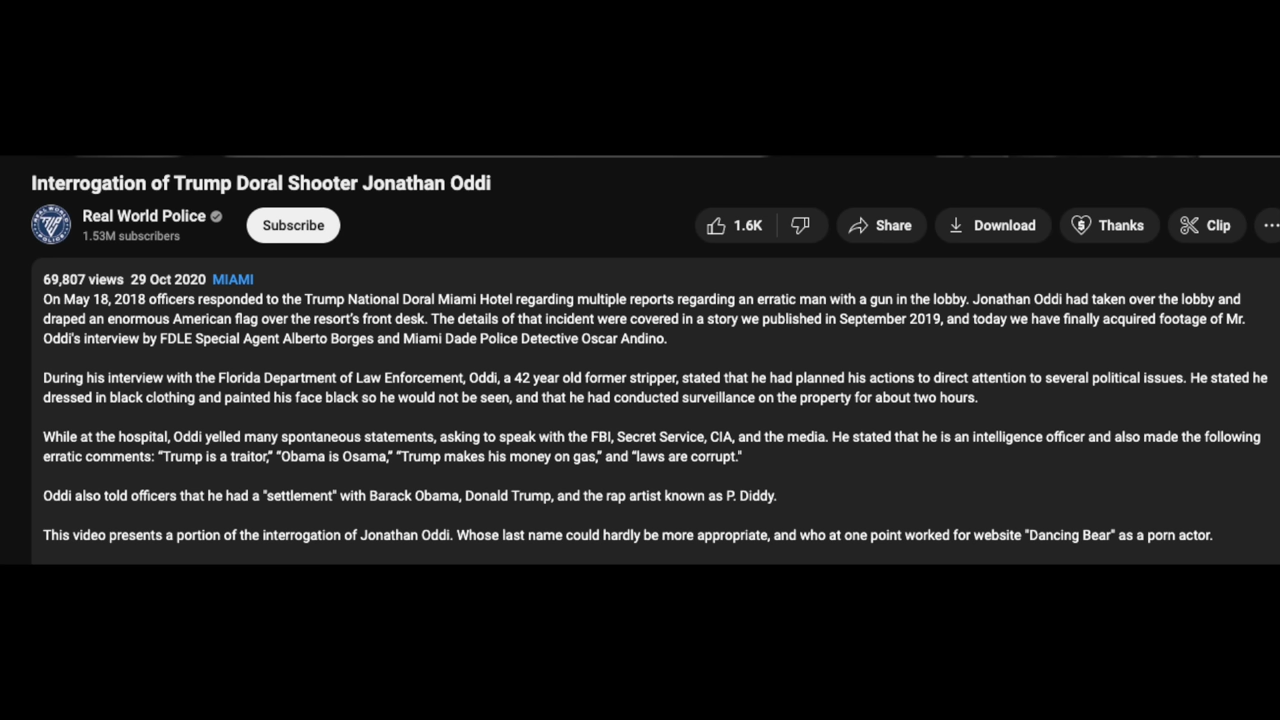 Interrogation of Trump Doral Shooter Jonathan Oddi
Real World Police
1.53M subscribers
Subscribe
1.6K
Share
Download
Thanks
Clip
69,807 views 29 Oct 2020 MIAMI
On May 18, 2018 officers responded to the Trump National Doral Miami Hotel regarding multiple reports regarding an erratic man with a gun in the lobby. Jonathan Oddi had taken over the lobby and
draped an enormous American flag over the resort's front desk. The details of that incident were covered in a story we published in September 2019, and today we have finally acquired footage of Mr.
Oddi's interview by FDLE Special Agent Alberto Borges and Miami Dade Police Detective Oscar Andino.
During his interview with the Florida Department of Law Enforcement, Oddi, a 42 year old former stripper, stated that he had planned his actions to direct attention to several political issues. He stated he
dressed in black clothing and painted his face black so he would not be seen, and that he had conducted surveillance on the property for about two hours.
While at the hospital, Oddi yelled many spontaneous statements, asking to speak with the FBI, Secret Service, CIA, and the media. He stated that he is an intelligence officer and also made the following
erratic comments: “Trump is a traitor,” “Obama is Osama,” “Trump makes his money on gas,” and “laws are corrupt."
Oddi also told officers that he had a "settlement" with Barack Obama, Donald Trump, and the rap artist known as P. Diddy.
This video presents a portion of the interrogation of Jonathan Oddi. Whose last name could hardly be more appropriate, and who at one point worked for website "Dancing Bear" as a porn actor.